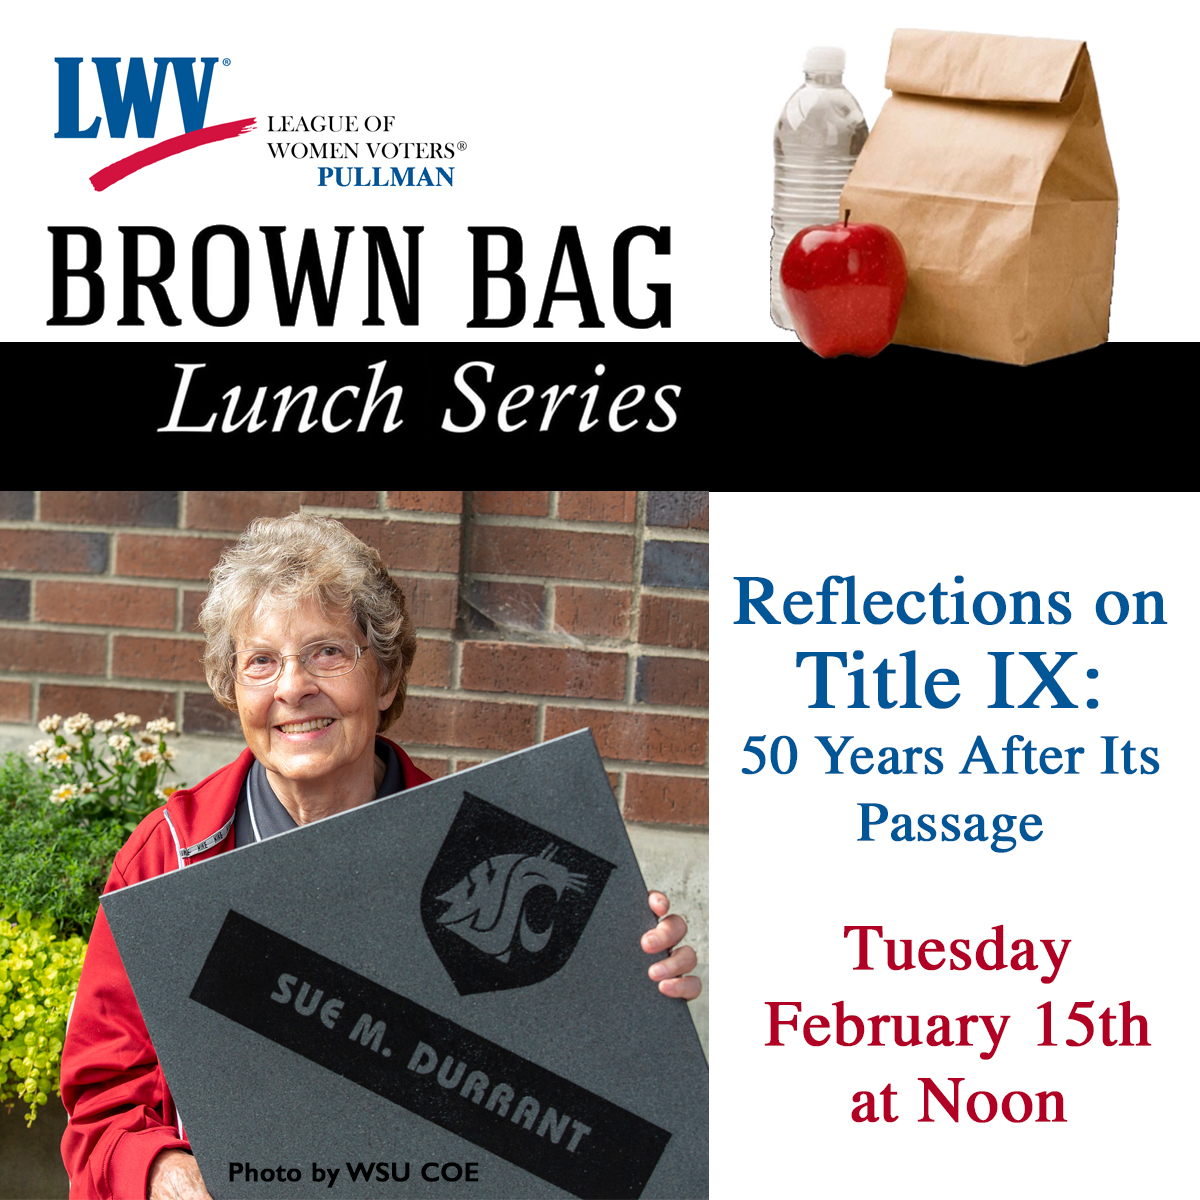 LWV®
LEAGUE OF
WOMEN VOTERS®
PULLMAN
BROWN BAG
Lunch Series
Reflections on
Title IX:
50 Years After Its
Passage
Tuesday
February 15th
at Noon
WSC
SUE M. DURRANT
Photo by WSU COE